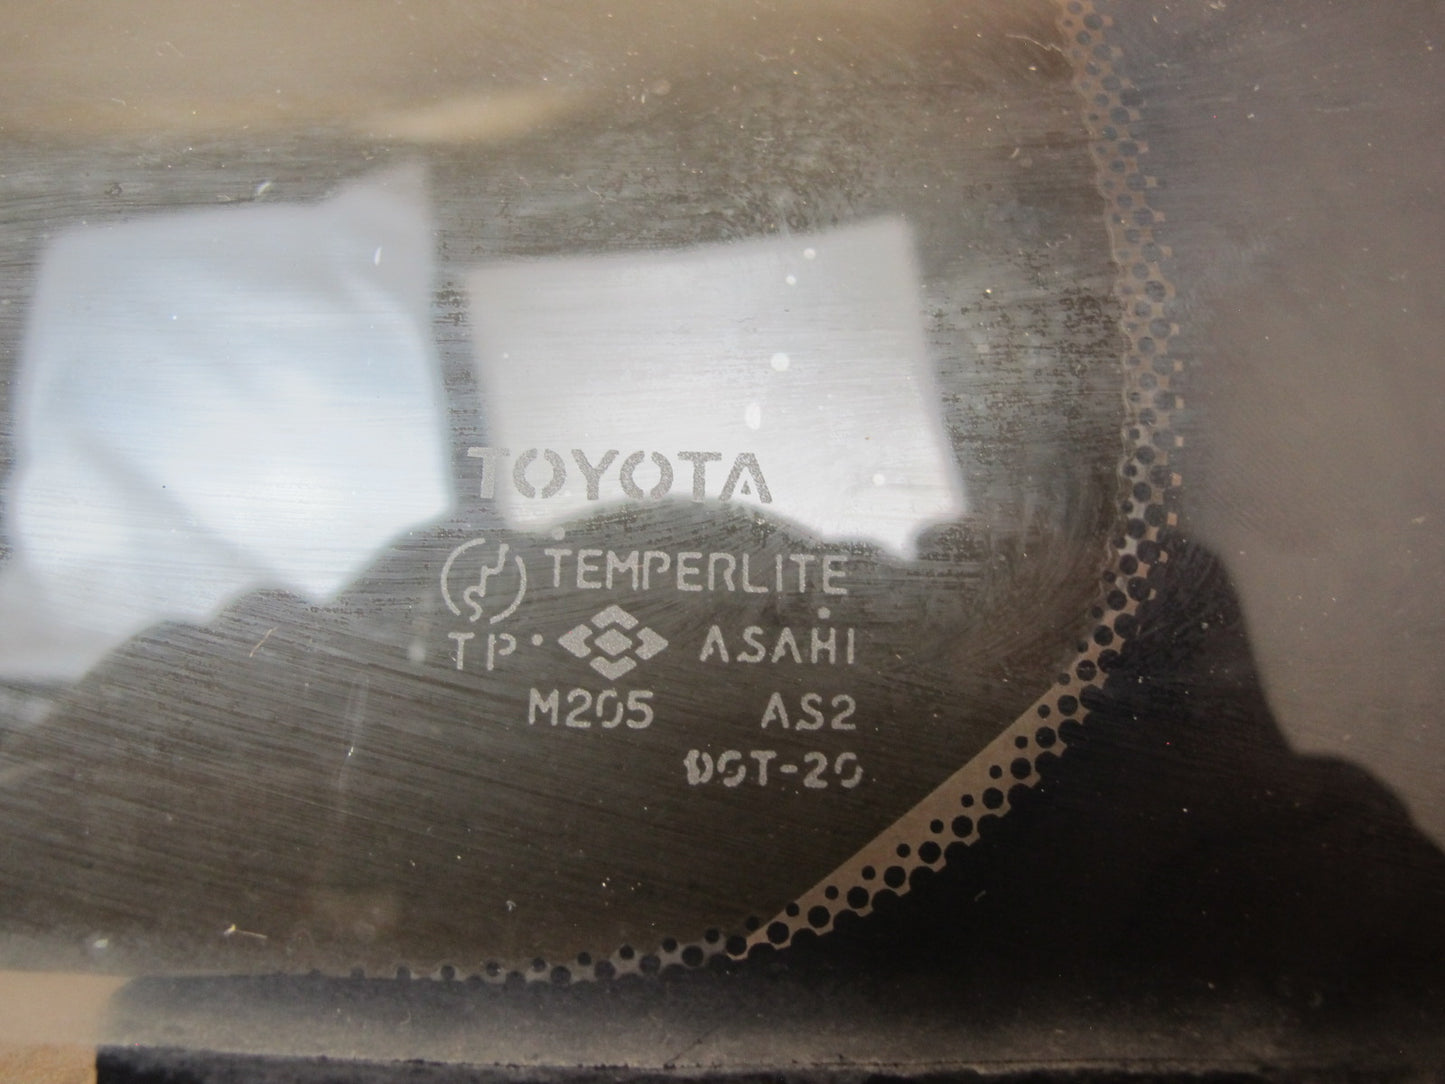 TOYOTA
TEMPERLITE
TP ASAHI
M205 AS2
DOT-20